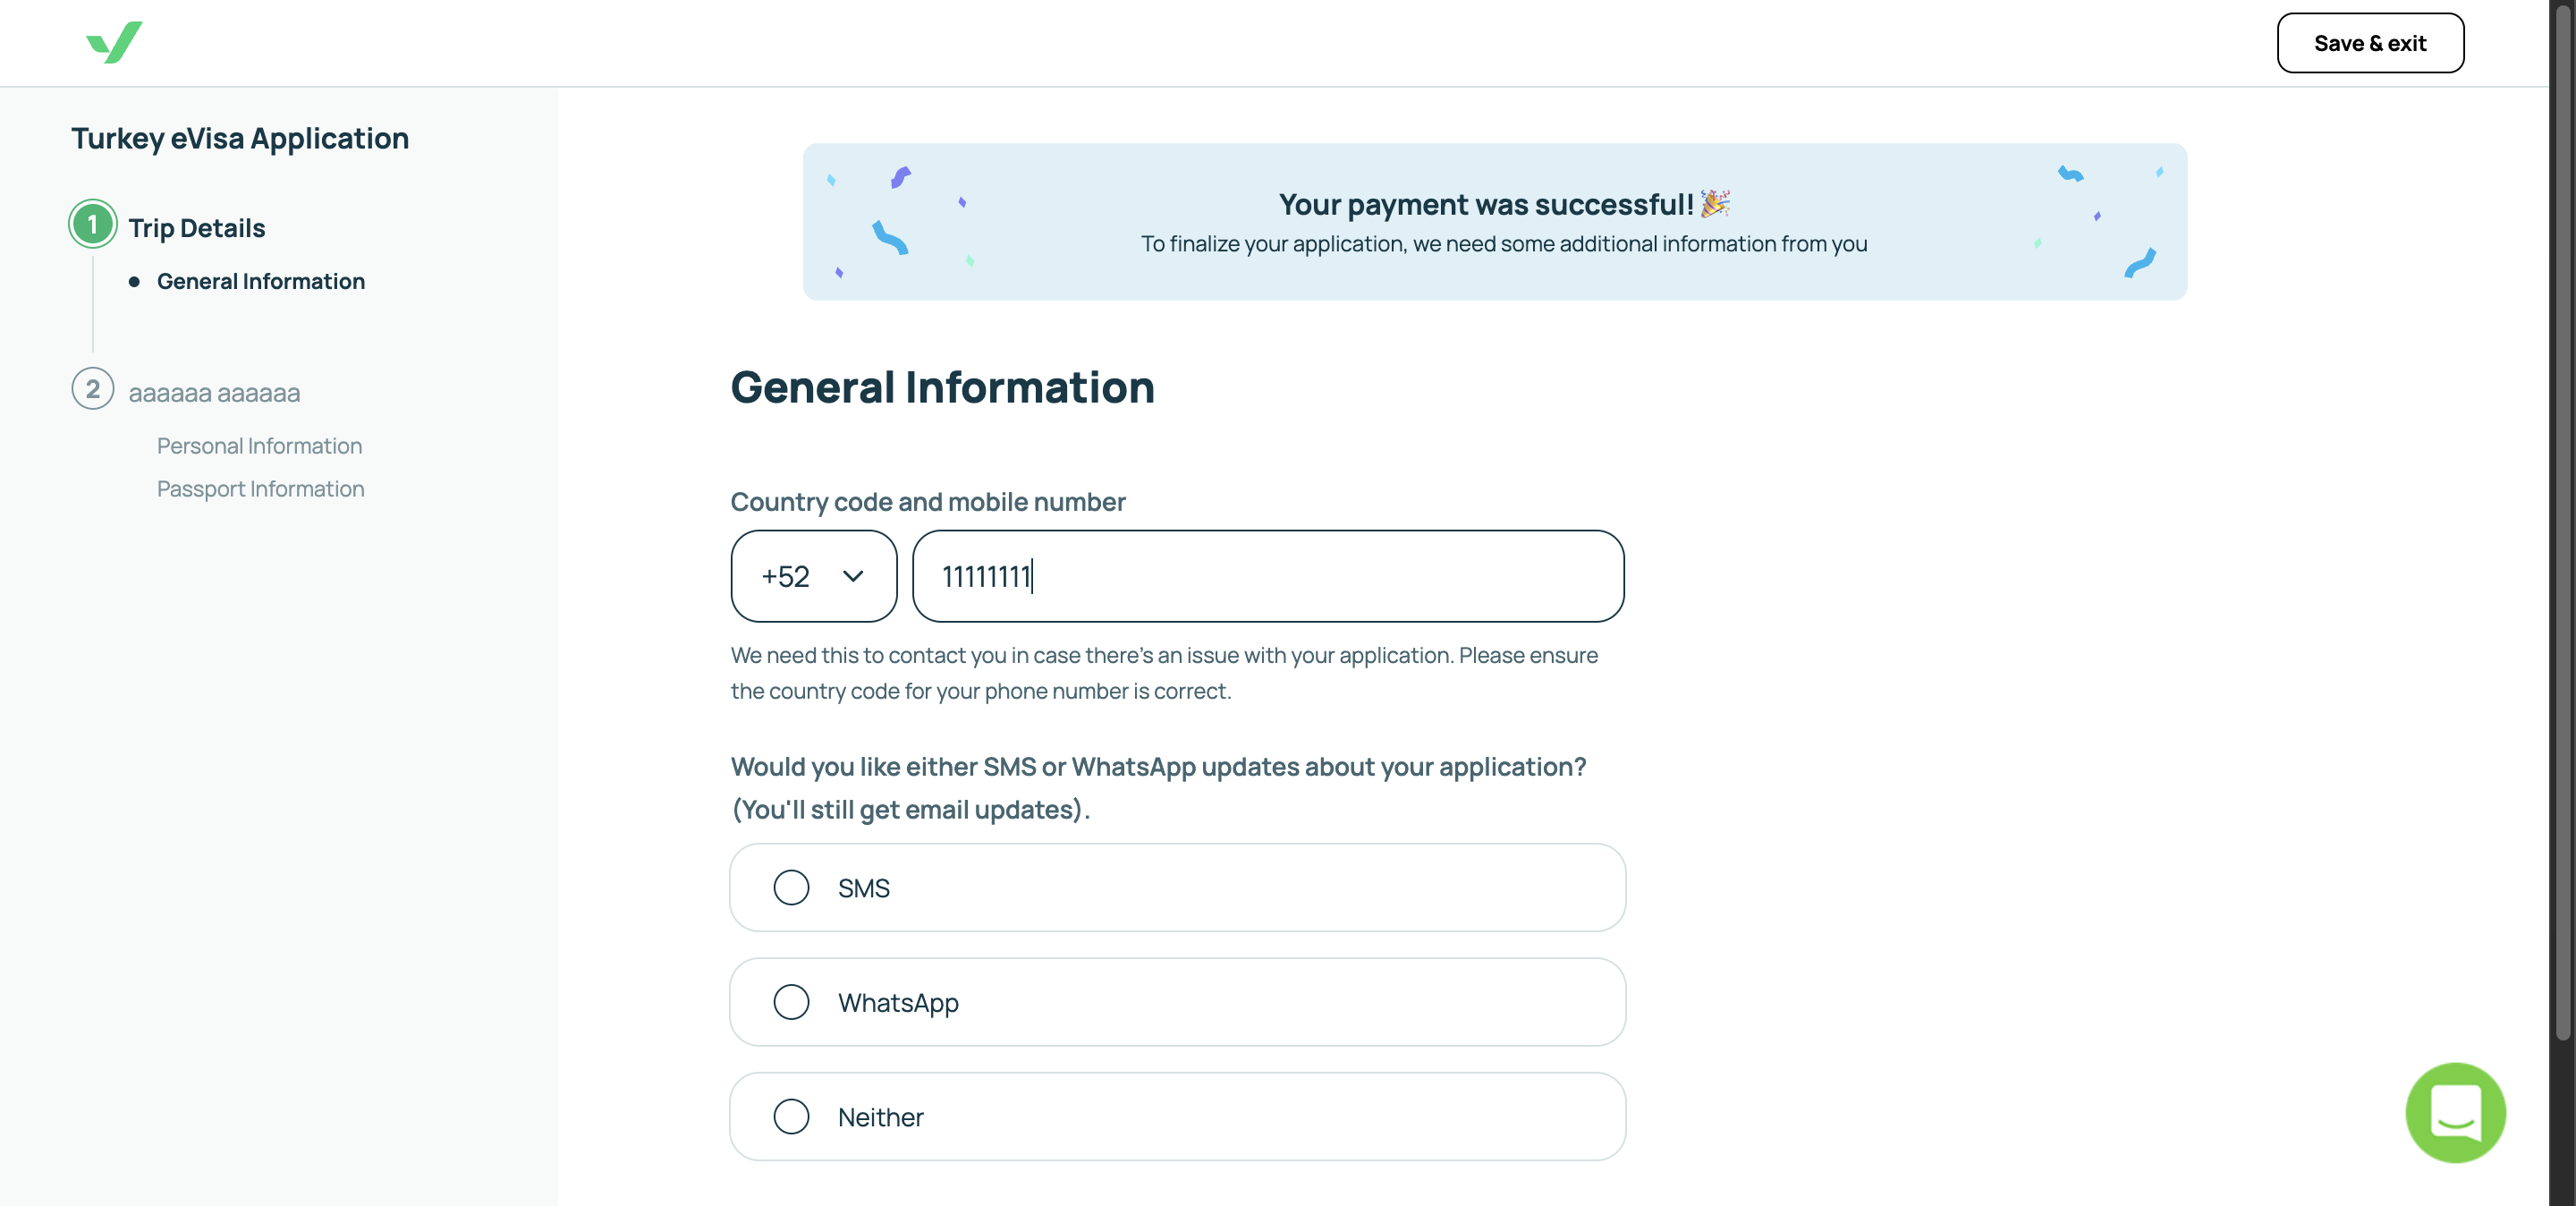 Save & exit
Turkey eVisa Application
1 Trip Details
General Information
2 aaaaaa aaaaaa
Personal Information
Passport Information
Your payment was successful! 🎉
To finalize your application, we need some additional information from you
General Information
Country code and mobile number
+52 11111111
We need this to contact you in case there's an issue with your application. Please ensure
the country code for your phone number is correct.
Would you like either SMS or WhatsApp updates about your application?
(You'll still get email updates).
SMS
WhatsApp
Neither